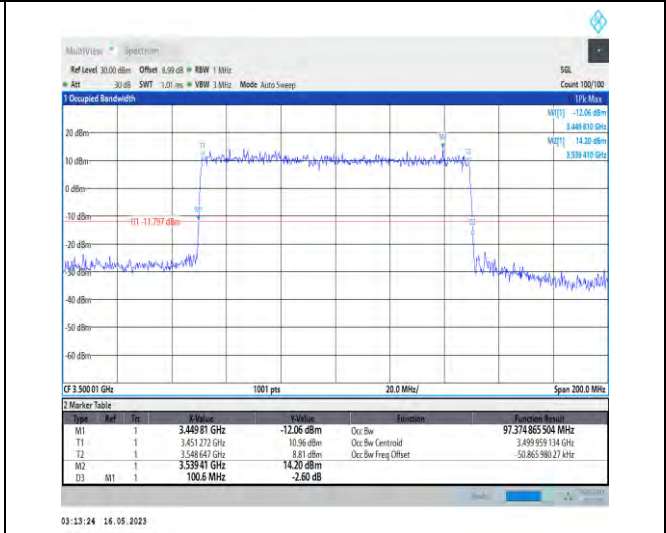 MultiView Spectrum
Ref Level 30.00 dBm Offset 8.99 dB RBW 1 MHz SGL
Att 30 dB SWT 1.01 ms VBW 3 MHz Mode Auto Sweep Count 100/100
1 Occupied Bandwidth 1Pk Max
M1[1] -12.06 dBm
3.449 810 GHz
M2[1] 14.20 dBm
3.539 410 GHz
20 dBm
M2
T1 T2
10 dBm
0 dBm
M1
-10 dBm
H1 -11.797 dBm
D3
-20 dBm
-30 dBm
-40 dBm
-50 dBm
-60 dBm
CF 3.500 01 GHz 1001 pts 20.0 MHz/ Span 200.0 MHz
2 Marker Table
Type Ref Trc X-Value Y-Value Function Function Result
M1 1 3.449 81 GHz -12.06 dBm Occ Bw 97.374 865 504 MHz
T1 1 3.451 272 GHz 10.96 dBm Occ Bw Centroid 3.499 959 134 GHz
T2 1 3.548 647 GHz 8.81 dBm Occ Bw Freq Offset -50.865 980 27 kHz
M2 1 3.539 41 GHz 14.20 dBm
D3 M1 1 100.6 MHz -2.60 dB
03:13:24 16.05.2023